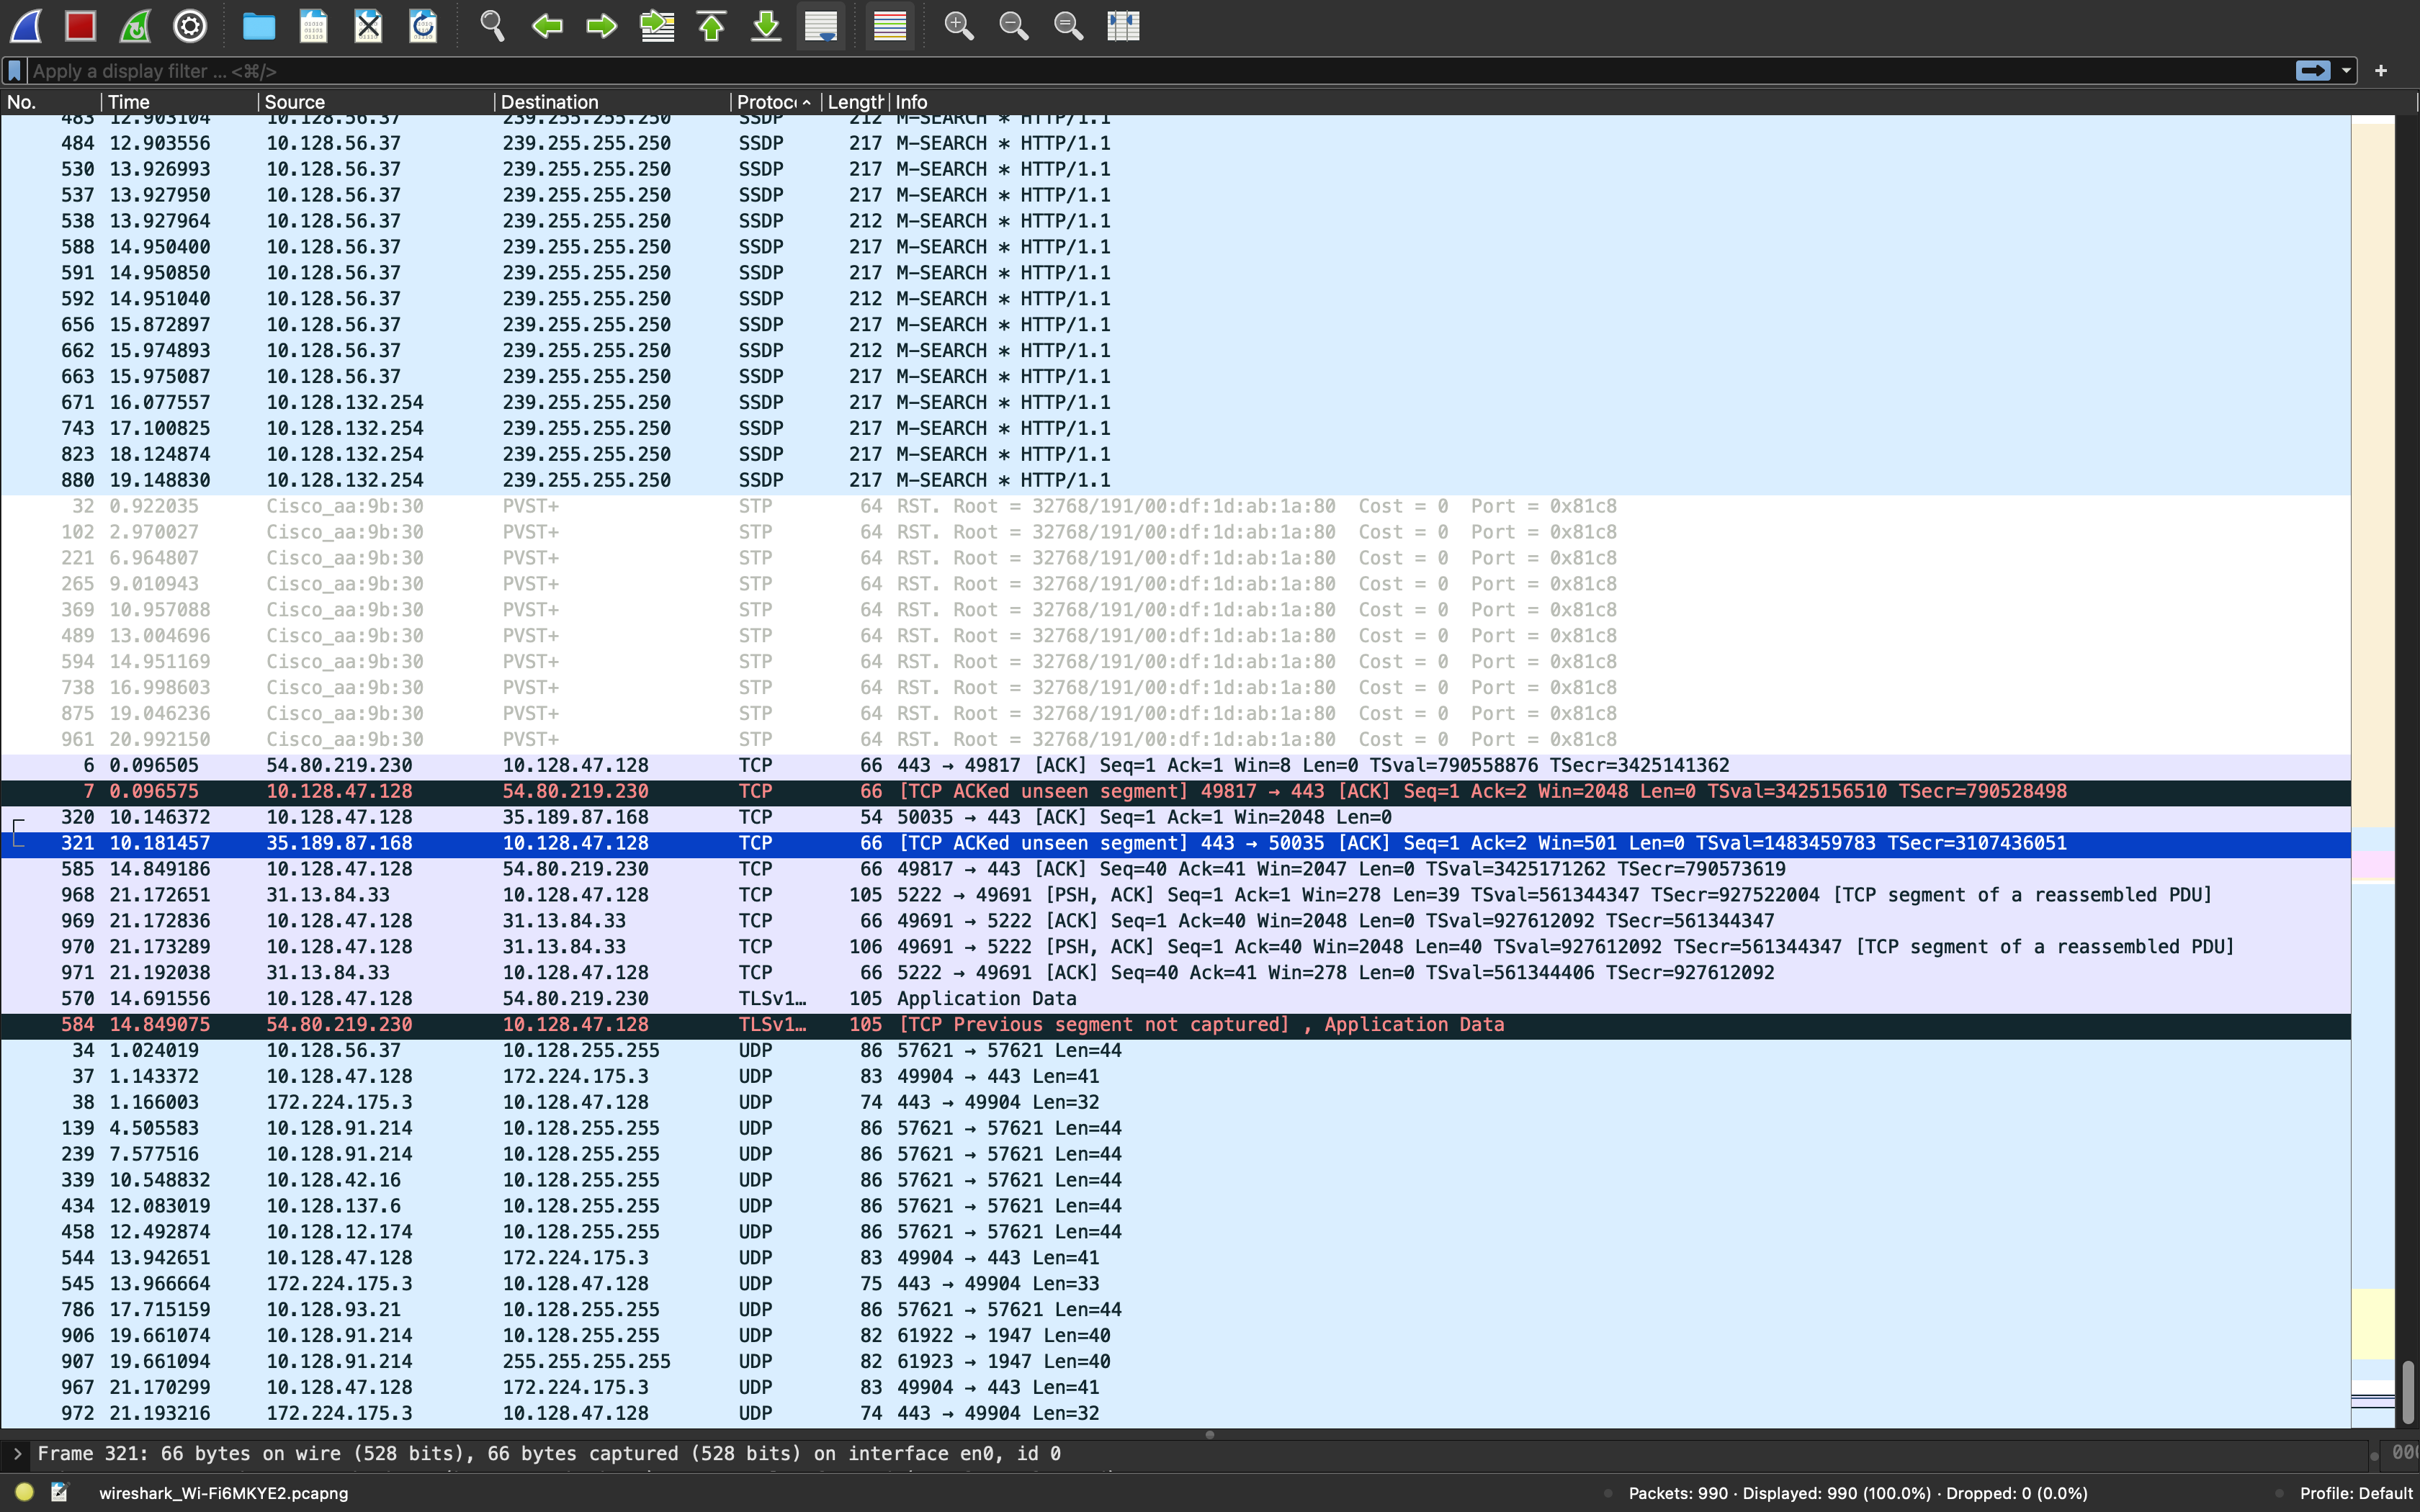 Apply a display filter ... <⌘/>
+
No. Time Source Destination Protoc Length Info
483 12.903104 10.128.56.37 239.255.255.250 SSDP 212 M-SEARCH * HTTP/1.1
484 12.903556 10.128.56.37 239.255.255.250 SSDP 217 M-SEARCH * HTTP/1.1
530 13.926993 10.128.56.37 239.255.255.250 SSDP 217 M-SEARCH * HTTP/1.1
537 13.927950 10.128.56.37 239.255.255.250 SSDP 217 M-SEARCH * HTTP/1.1
538 13.927964 10.128.56.37 239.255.255.250 SSDP 212 M-SEARCH * HTTP/1.1
588 14.950400 10.128.56.37 239.255.255.250 SSDP 217 M-SEARCH * HTTP/1.1
591 14.950850 10.128.56.37 239.255.255.250 SSDP 217 M-SEARCH * HTTP/1.1
592 14.951040 10.128.56.37 239.255.255.250 SSDP 212 M-SEARCH * HTTP/1.1
656 15.872897 10.128.56.37 239.255.255.250 SSDP 217 M-SEARCH * HTTP/1.1
662 15.974893 10.128.56.37 239.255.255.250 SSDP 212 M-SEARCH * HTTP/1.1
663 15.975087 10.128.56.37 239.255.255.250 SSDP 217 M-SEARCH * HTTP/1.1
671 16.077557 10.128.132.254 239.255.255.250 SSDP 217 M-SEARCH * HTTP/1.1
743 17.100825 10.128.132.254 239.255.255.250 SSDP 217 M-SEARCH * HTTP/1.1
823 18.124874 10.128.132.254 239.255.255.250 SSDP 217 M-SEARCH * HTTP/1.1
880 19.148830 10.128.132.254 239.255.255.250 SSDP 217 M-SEARCH * HTTP/1.1
32 0.922035 Cisco_aa:9b:30 PVST+ STP 64 RST. Root = 32768/191/00:df:1d:ab:1a:80 Cost = 0 Port = 0x81c8
102 2.970027 Cisco_aa:9b:30 PVST+ STP 64 RST. Root = 32768/191/00:df:1d:ab:1a:80 Cost = 0 Port = 0x81c8
221 6.964807 Cisco_aa:9b:30 PVST+ STP 64 RST. Root = 32768/191/00:df:1d:ab:1a:80 Cost = 0 Port = 0x81c8
265 9.010943 Cisco_aa:9b:30 PVST+ STP 64 RST. Root = 32768/191/00:df:1d:ab:1a:80 Cost = 0 Port = 0x81c8
369 10.957088 Cisco_aa:9b:30 PVST+ STP 64 RST. Root = 32768/191/00:df:1d:ab:1a:80 Cost = 0 Port = 0x81c8
489 13.004696 Cisco_aa:9b:30 PVST+ STP 64 RST. Root = 32768/191/00:df:1d:ab:1a:80 Cost = 0 Port = 0x81c8
594 14.951169 Cisco_aa:9b:30 PVST+ STP 64 RST. Root = 32768/191/00:df:1d:ab:1a:80 Cost = 0 Port = 0x81c8
738 16.998603 Cisco_aa:9b:30 PVST+ STP 64 RST. Root = 32768/191/00:df:1d:ab:1a:80 Cost = 0 Port = 0x81c8
875 19.046236 Cisco_aa:9b:30 PVST+ STP 64 RST. Root = 32768/191/00:df:1d:ab:1a:80 Cost = 0 Port = 0x81c8
961 20.992150 Cisco_aa:9b:30 PVST+ STP 64 RST. Root = 32768/191/00:df:1d:ab:1a:80 Cost = 0 Port = 0x81c8
6 0.096505 54.80.219.230 10.128.47.128 TCP 66 443 → 49817 [ACK] Seq=1 Ack=1 Win=8 Len=0 TSval=790558876 TSecr=3425141362
7 0.096575 10.128.47.128 54.80.219.230 TCP 66 [TCP ACKed unseen segment] 49817 → 443 [ACK] Seq=1 Ack=2 Win=2048 Len=0 TSval=3425156510 TSecr=790528498
320 10.146372 10.128.47.128 35.189.87.168 TCP 54 50035 → 443 [ACK] Seq=1 Ack=1 Win=2048 Len=0
321 10.181457 35.189.87.168 10.128.47.128 TCP 66 [TCP ACKed unseen segment] 443 → 50035 [ACK] Seq=1 Ack=2 Win=501 Len=0 TSval=1483459783 TSecr=3107436051
585 14.849186 10.128.47.128 54.80.219.230 TCP 66 49817 → 443 [ACK] Seq=40 Ack=41 Win=2047 Len=0 TSval=3425171262 TSecr=790573619
968 21.172651 31.13.84.33 10.128.47.128 TCP 105 5222 → 49691 [PSH, ACK] Seq=1 Ack=1 Win=278 Len=39 TSval=561344347 TSecr=927522004 [TCP segment of a reassembled PDU]
969 21.172836 10.128.47.128 31.13.84.33 TCP 66 49691 → 5222 [ACK] Seq=1 Ack=40 Win=2048 Len=0 TSval=927612092 TSecr=561344347
970 21.173289 10.128.47.128 31.13.84.33 TCP 106 49691 → 5222 [PSH, ACK] Seq=1 Ack=40 Win=2048 Len=40 TSval=927612092 TSecr=561344347 [TCP segment of a reassembled PDU]
971 21.192038 31.13.84.33 10.128.47.128 TCP 66 5222 → 49691 [ACK] Seq=40 Ack=41 Win=278 Len=0 TSval=561344406 TSecr=927612092
570 14.691556 10.128.47.128 54.80.219.230 TLSv1… 105 Application Data
584 14.849075 54.80.219.230 10.128.47.128 TLSv1… 105 [TCP Previous segment not captured] , Application Data
34 1.024019 10.128.56.37 10.128.255.255 UDP 86 57621 → 57621 Len=44
37 1.143372 10.128.47.128 172.224.175.3 UDP 83 49904 → 443 Len=41
38 1.166003 172.224.175.3 10.128.47.128 UDP 74 443 → 49904 Len=32
139 4.505583 10.128.91.214 10.128.255.255 UDP 86 57621 → 57621 Len=44
239 7.577516 10.128.91.214 10.128.255.255 UDP 86 57621 → 57621 Len=44
339 10.548832 10.128.42.16 10.128.255.255 UDP 86 57621 → 57621 Len=44
434 12.083019 10.128.137.6 10.128.255.255 UDP 86 57621 → 57621 Len=44
458 12.492874 10.128.12.174 10.128.255.255 UDP 86 57621 → 57621 Len=44
544 13.942651 10.128.47.128 172.224.175.3 UDP 83 49904 → 443 Len=41
545 13.966664 172.224.175.3 10.128.47.128 UDP 75 443 → 49904 Len=33
786 17.715159 10.128.93.21 10.128.255.255 UDP 86 57621 → 57621 Len=44
906 19.661074 10.128.91.214 10.128.255.255 UDP 82 61922 → 1947 Len=40
907 19.661094 10.128.91.214 255.255.255.255 UDP 82 61923 → 1947 Len=40
967 21.170299 10.128.47.128 172.224.175.3 UDP 83 49904 → 443 Len=41
972 21.193216 172.224.175.3 10.128.47.128 UDP 74 443 → 49904 Len=32
> Frame 321: 66 bytes on wire (528 bits), 66 bytes captured (528 bits) on interface en0, id 0
wireshark_Wi-Fi6MKYE2.pcapng Packets: 990 · Displayed: 990 (100.0%) · Dropped: 0 (0.0%) Profile: Default